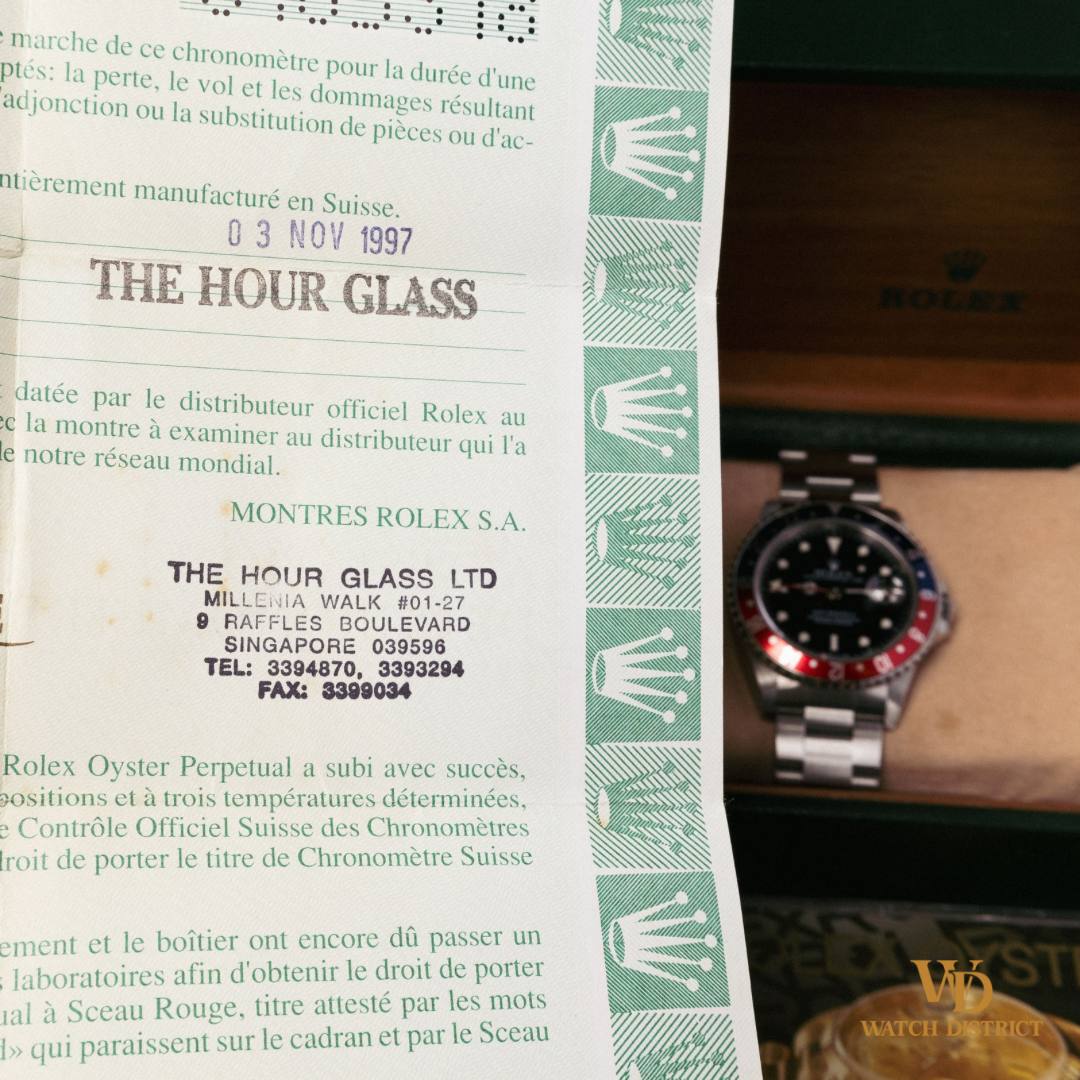 marche de ce chronomètre pour la durée d'une
ptés: la perte, le vol et les dommages résultant
'adjonction ou la substitution de pièces ou d'ac-
ntièrement manufacturé en Suisse.
03 NOV 1997
THE HOUR GLASS
datée par le distributeur officiel Rolex au
ec la montre à examiner au distributeur qui l'a
le notre réseau mondial.
MONTRES ROLEX S.A.
THE HOUR GLASS LTD
MILLENIA WALK #01-27
9 RAFFLES BOULEVARD
SINGAPORE 039596
TEL: 3394870, 3393294
FAX: 3399034
Rolex Oyster Perpetual a subi avec succès,
positions et à trois températures déterminées,
e Contrôle Officiel Suisse des Chronomètres
droit de porter le titre de Chronomètre Suisse
ement et le boîtier ont encore dû passer un
s laboratoires afin d'obtenir le droit de porter
ual à Sceau Rouge, titre attesté par les mots
d» qui paraissent sur le cadran et par le Sceau
ROLEX
WD
WATCH DISTRICT